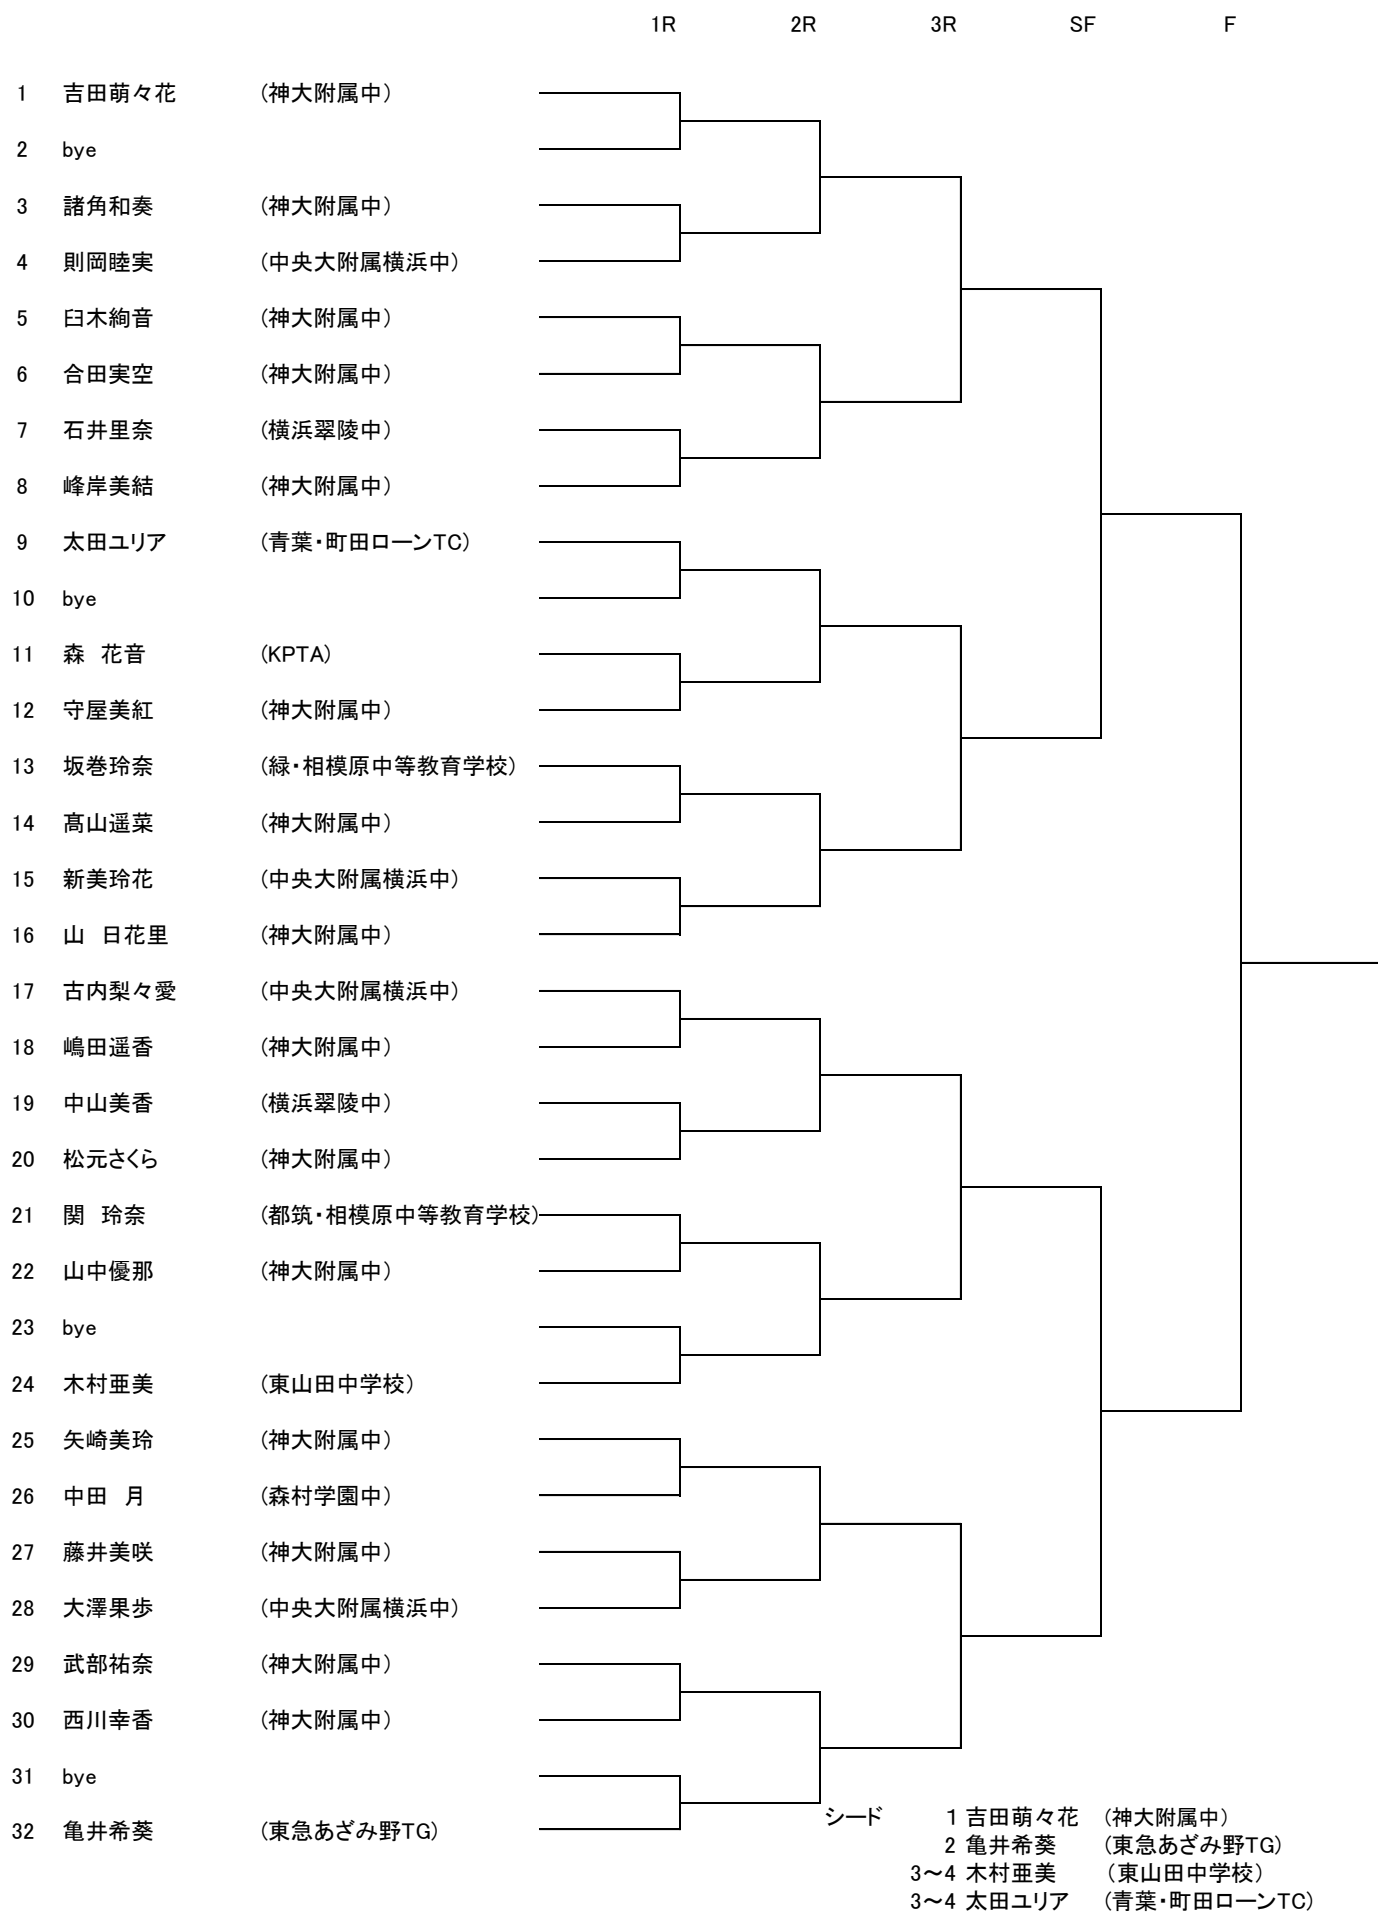 1R 2R 3R SF F
1 吉田萌々花 (神大附属中)
2 bye
3 諸角和奏 (神大附属中)
4 則岡睦実 (中央大附属横浜中)
5 臼木絢音 (神大附属中)
6 合田実空 (神大附属中)
7 石井里奈 (横浜翠陵中)
8 峰岸美結 (神大附属中)
9 太田ユリア (青葉・町田ローンTC)
10 bye
11 森　花音 (KPTA)
12 守屋美紅 (神大附属中)
13 坂巻玲奈 (緑・相模原中等教育学校)
14 髙山遥菜 (神大附属中)
15 新美玲花 (中央大附属横浜中)
16 山　日花里 (神大附属中)
17 古内梨々愛 (中央大附属横浜中)
18 嶋田遥香 (神大附属中)
19 中山美香 (横浜翠陵中)
20 松元さくら (神大附属中)
21 関　玲奈 (都筑・相模原中等教育学校)
22 山中優那 (神大附属中)
23 bye
24 木村亜美 (東山田中学校)
25 矢崎美玲 (神大附属中)
26 中田　月 (森村学園中)
27 藤井美咲 (神大附属中)
28 大澤果歩 (中央大附属横浜中)
29 武部祐奈 (神大附属中)
30 西川幸香 (神大附属中)
31 bye
32 亀井希葵 (東急あざみ野TG)
シード 1 吉田萌々花 (神大附属中)
2 亀井希葵 (東急あざみ野TG)
3～4 木村亜美 (東山田中学校)
3～4 太田ユリア (青葉・町田ローンTC)